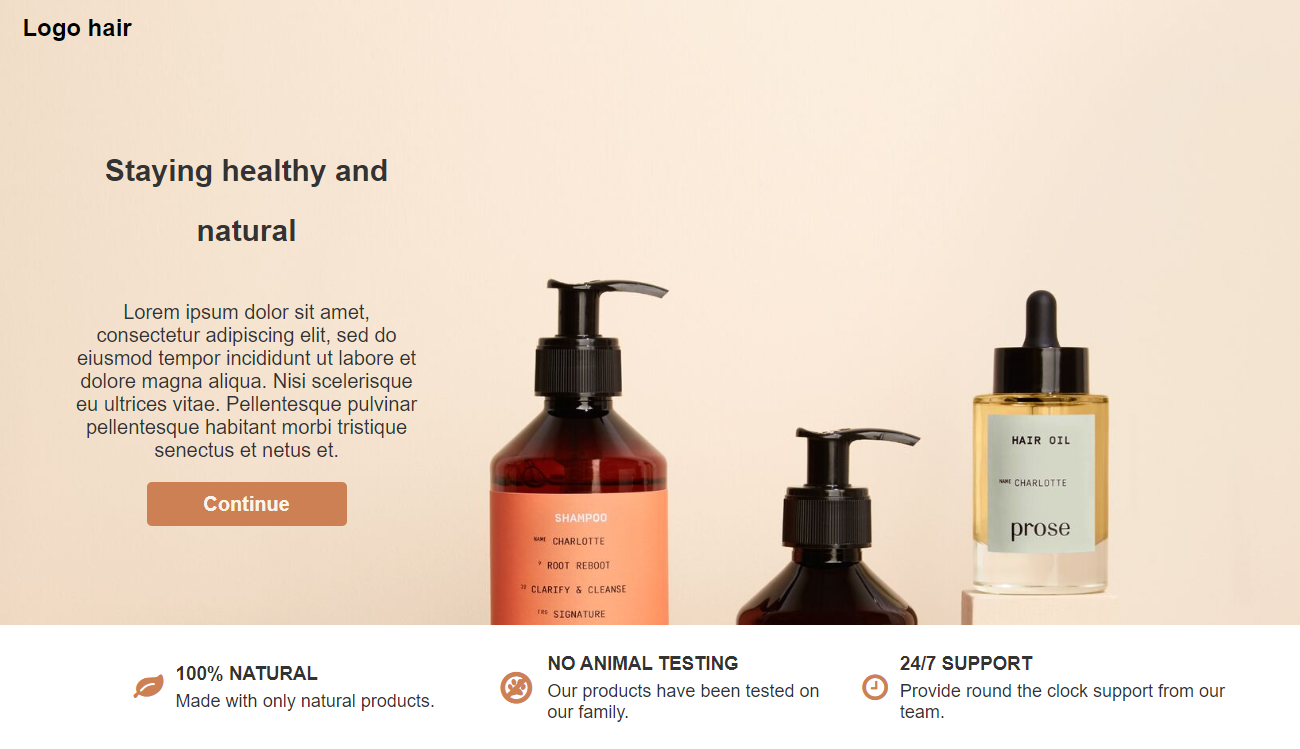 Logo hair
Staying healthy and
natural
Lorem ipsum dolor sit amet,
consectetur adipiscing elit, sed do
eiusmod tempor incididunt ut labore et
dolore magna aliqua. Nisi scelerisque
eu ultrices vitae. Pellentesque pulvinar
pellentesque habitant morbi tristique
senectus et netus et.
Continue
SHAMPOO
NAME CHARLOTTE
ROOT REBOOT
CLARIFY & CLEANSE
SIGNATURE
HAIR OIL
NAME CHARLOTTE
prose
100% NATURAL
Made with only natural products.
NO ANIMAL TESTING
Our products have been tested on
our family.
24/7 SUPPORT
Provide round the clock support from our
team.